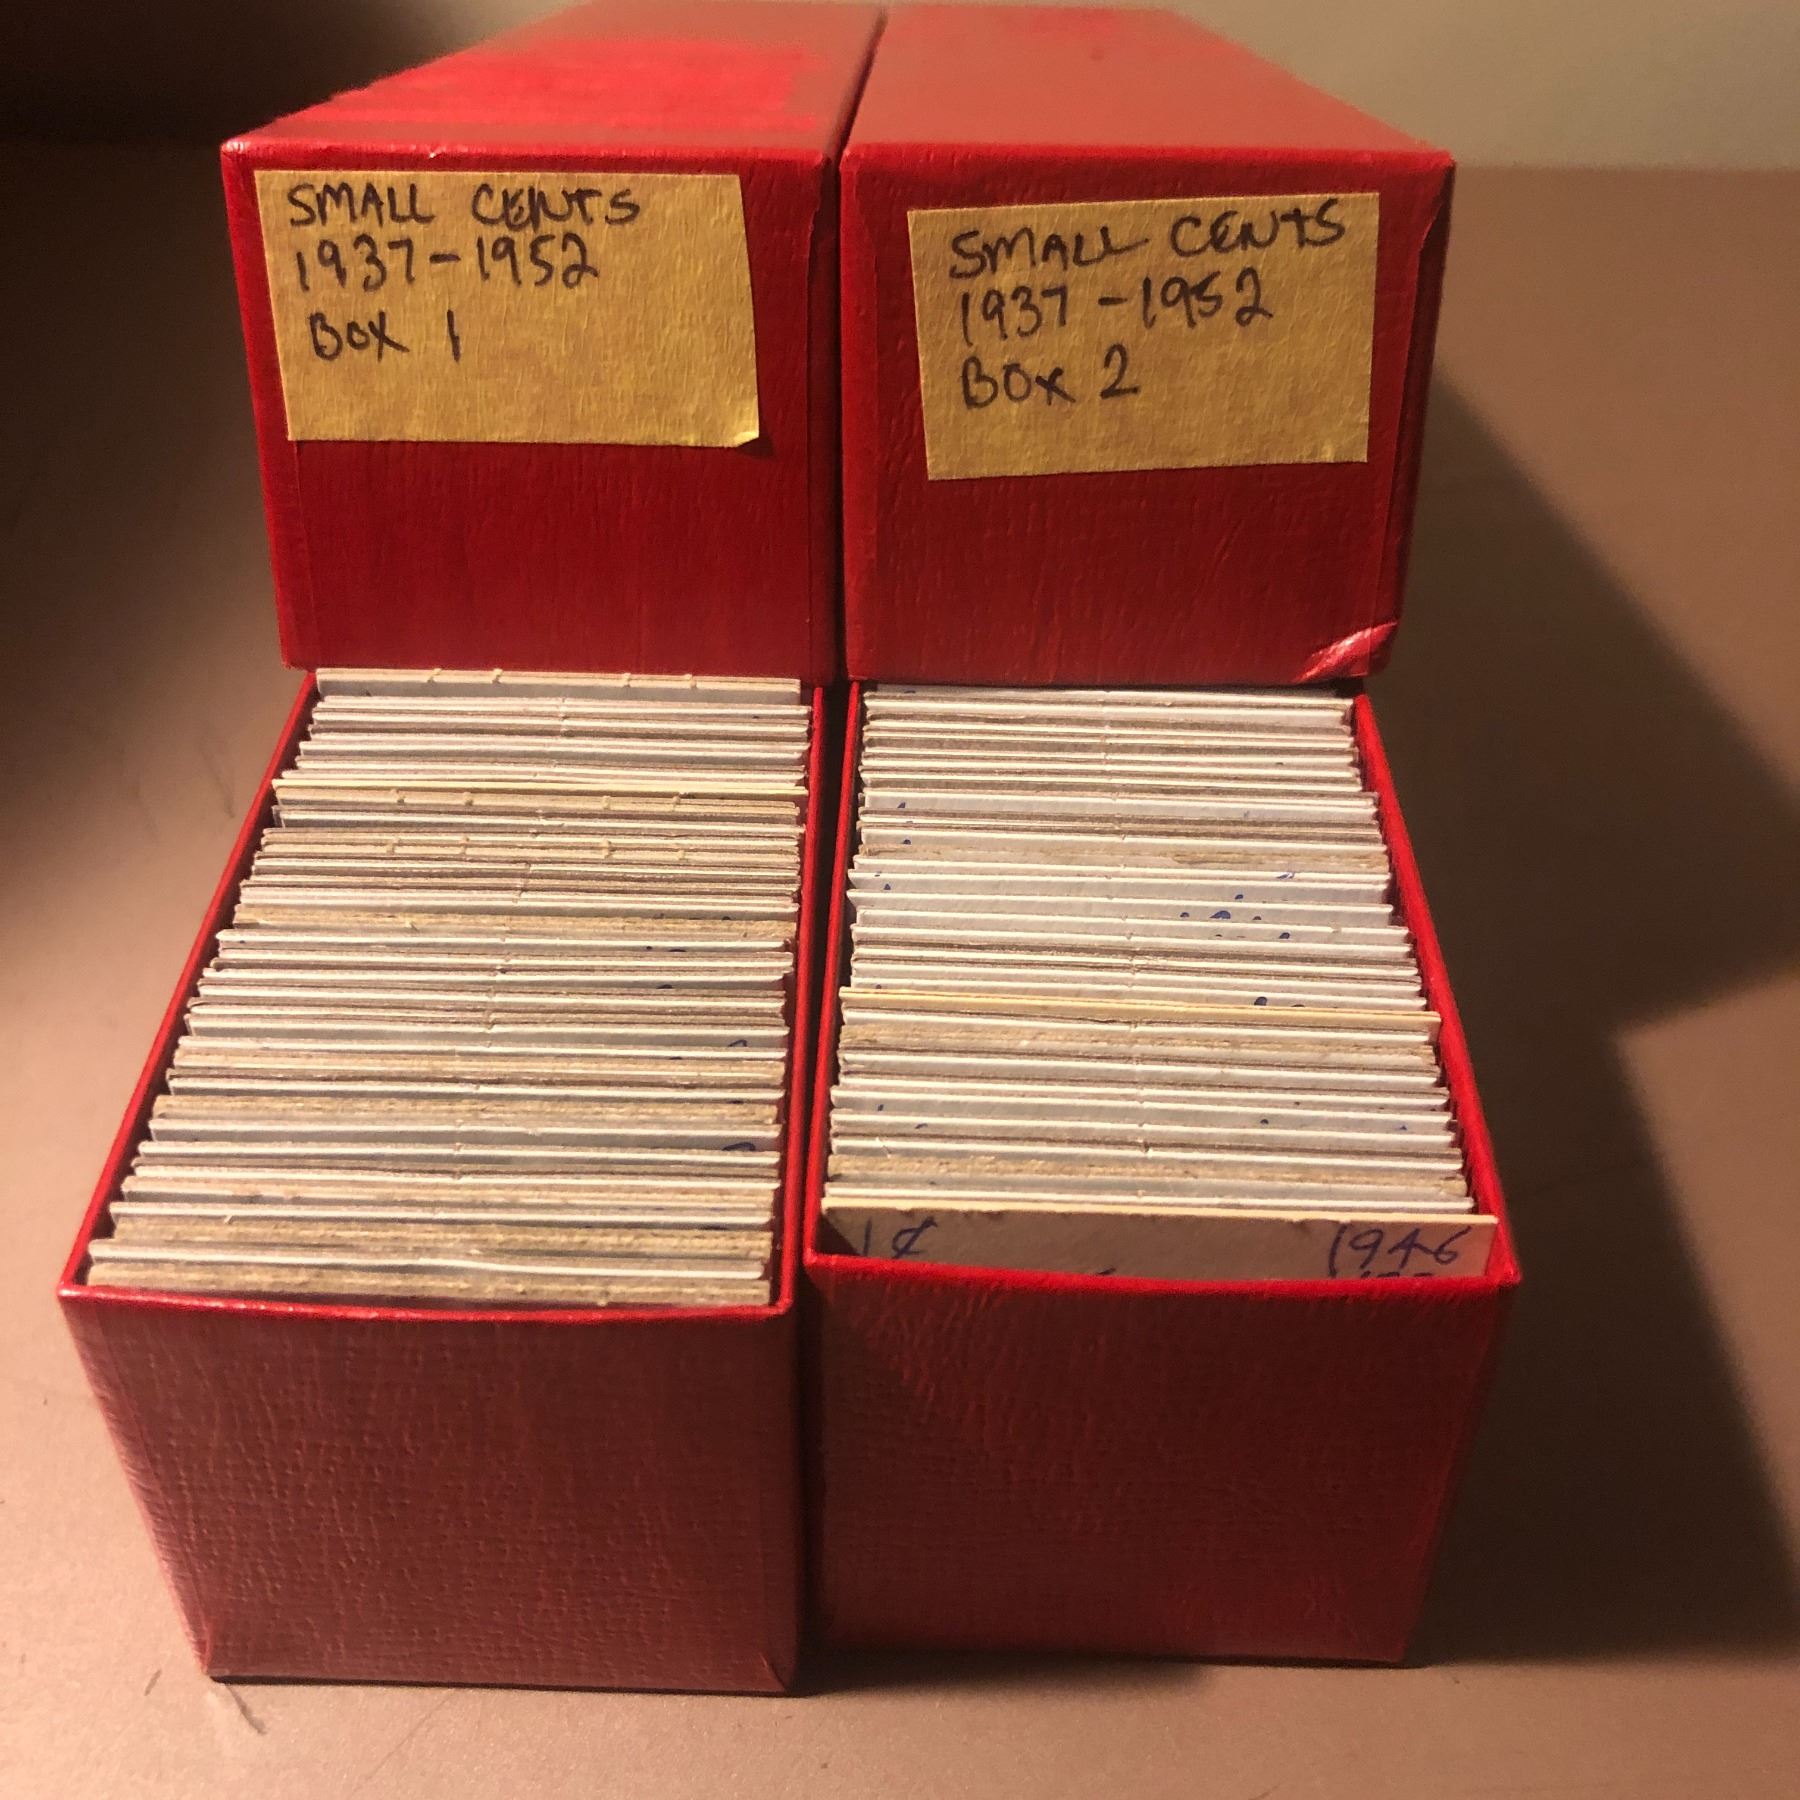 SMALL CENTS
1937-1952
BOX 1
SMALL CENTS
1937-1952
BOX 2
1¢ 1946